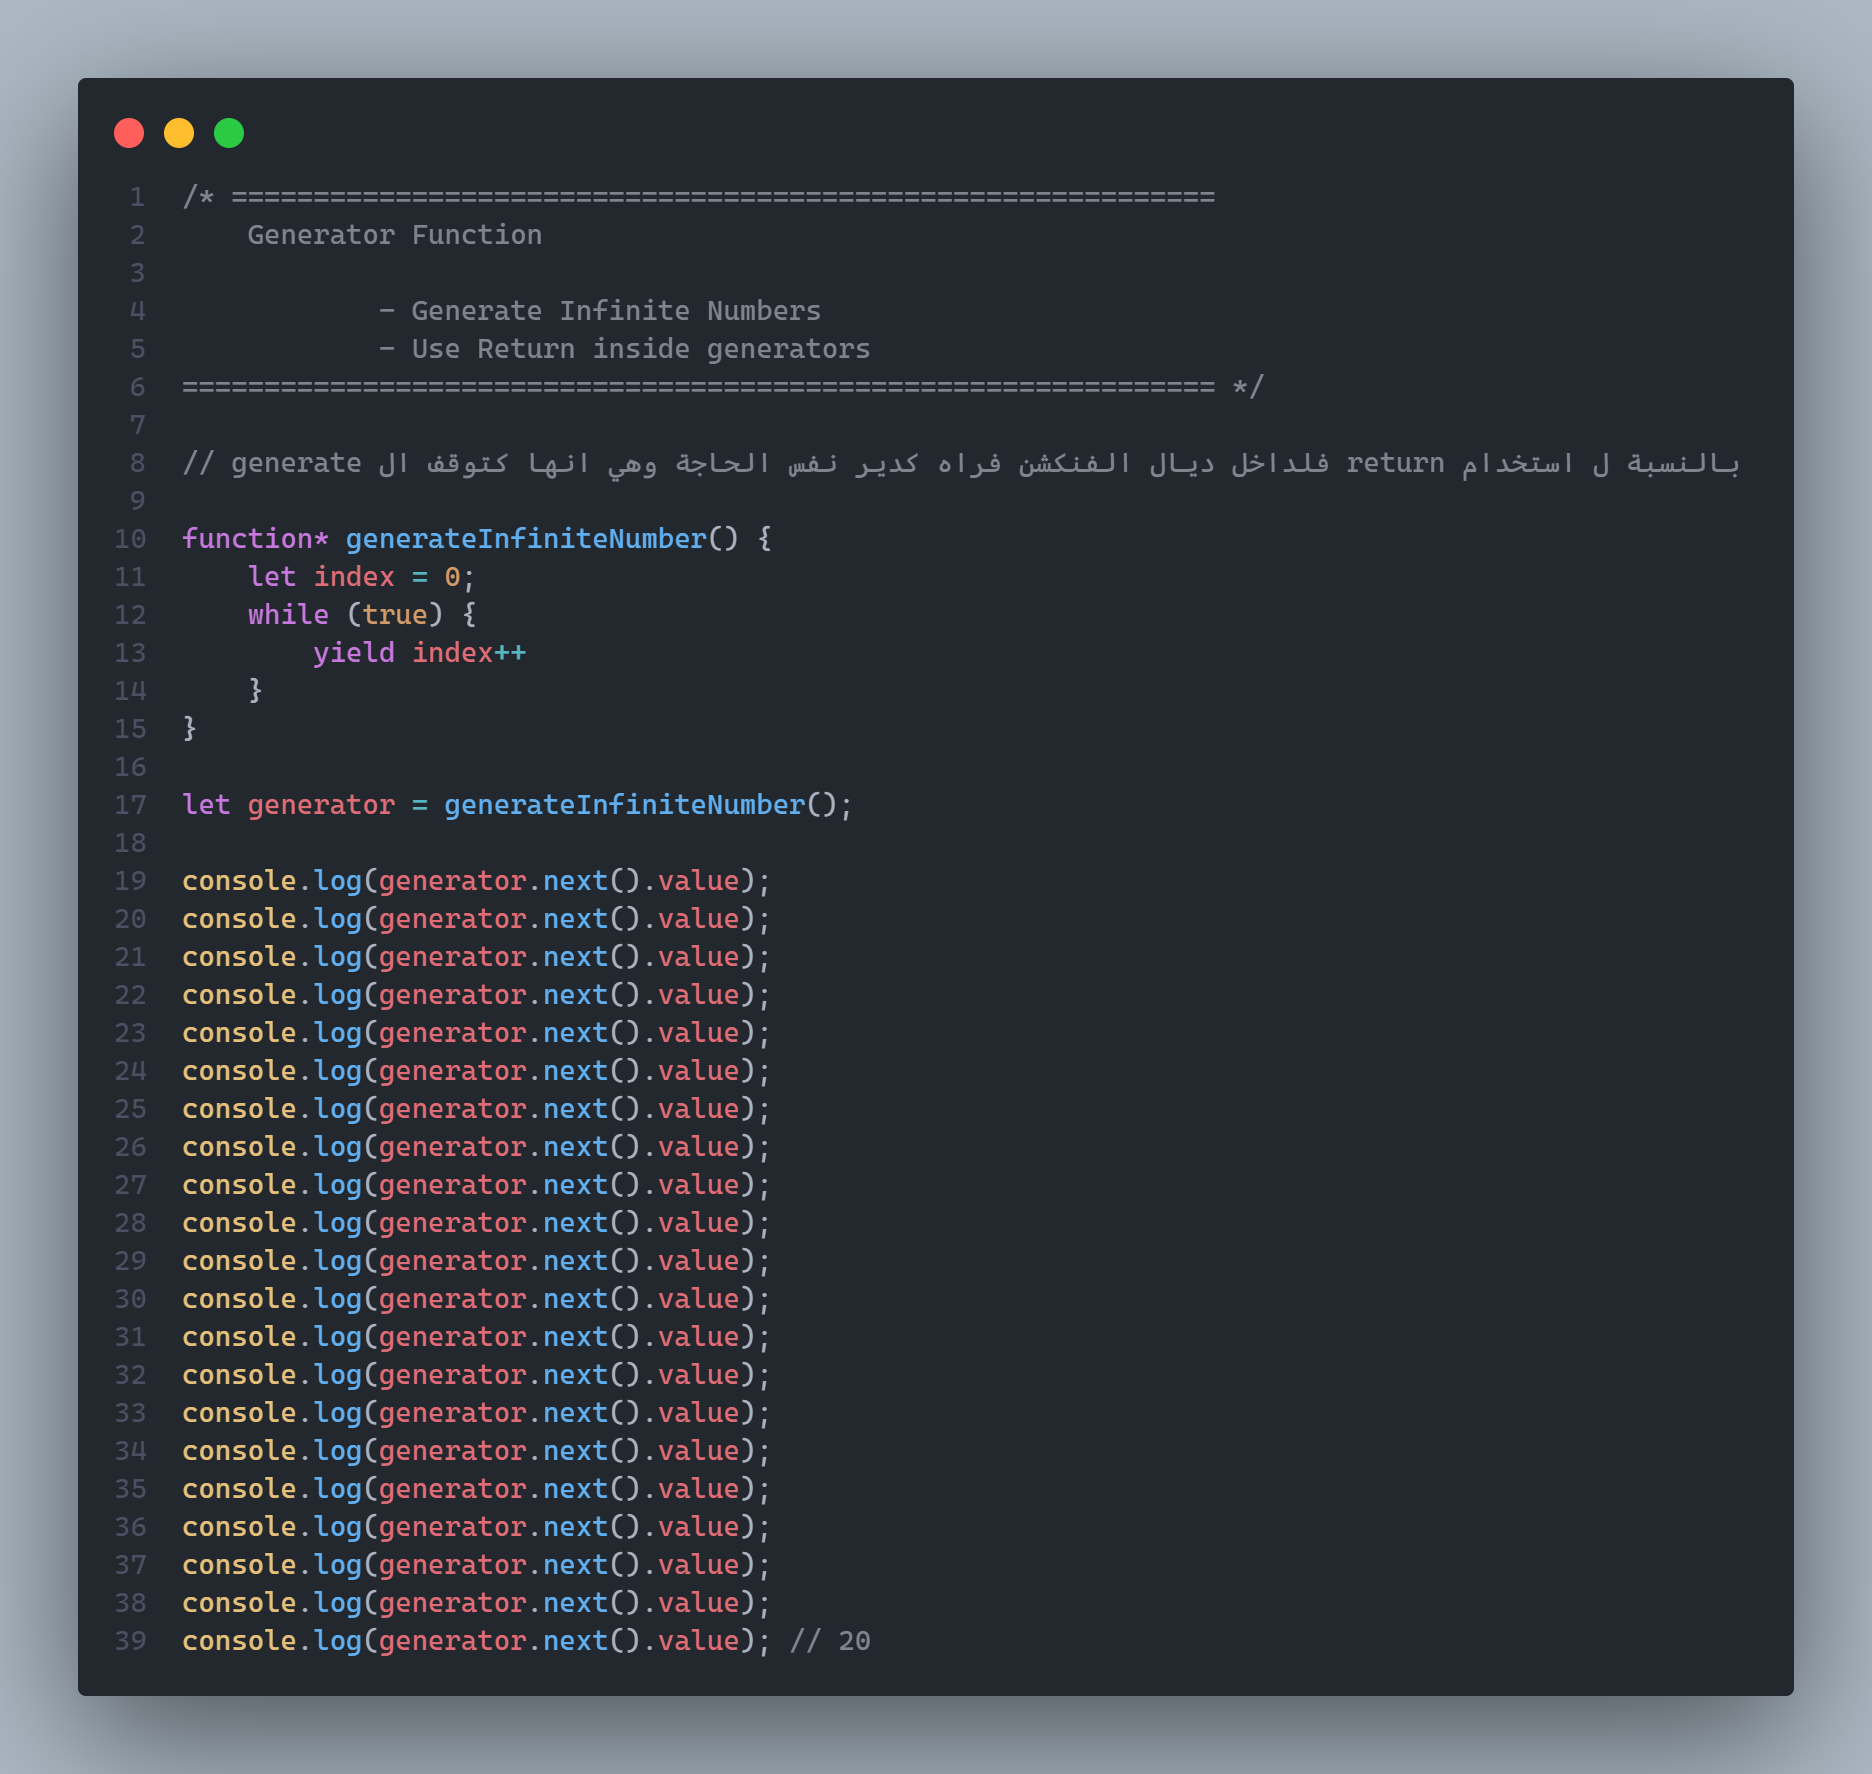 1 /* ============================================================
2 Generator Function
3
4 - Generate Infinite Numbers
5 - Use Return inside generators
6 =============================================================== */
7
8 // بالنسبة ل استخدام return فلداخل ديال الفنكشن فراه كدير نفس الحاجة وهي انها كتوقف ال generate
9
10 function* generateInfiniteNumber() {
11 let index = 0;
12 while (true) {
13 yield index++
14 }
15 }
16
17 let generator = generateInfiniteNumber();
18
19 console.log(generator.next().value);
20 console.log(generator.next().value);
21 console.log(generator.next().value);
22 console.log(generator.next().value);
23 console.log(generator.next().value);
24 console.log(generator.next().value);
25 console.log(generator.next().value);
26 console.log(generator.next().value);
27 console.log(generator.next().value);
28 console.log(generator.next().value);
29 console.log(generator.next().value);
30 console.log(generator.next().value);
31 console.log(generator.next().value);
32 console.log(generator.next().value);
33 console.log(generator.next().value);
34 console.log(generator.next().value);
35 console.log(generator.next().value);
36 console.log(generator.next().value);
37 console.log(generator.next().value);
38 console.log(generator.next().value);
39 console.log(generator.next().value); // 20